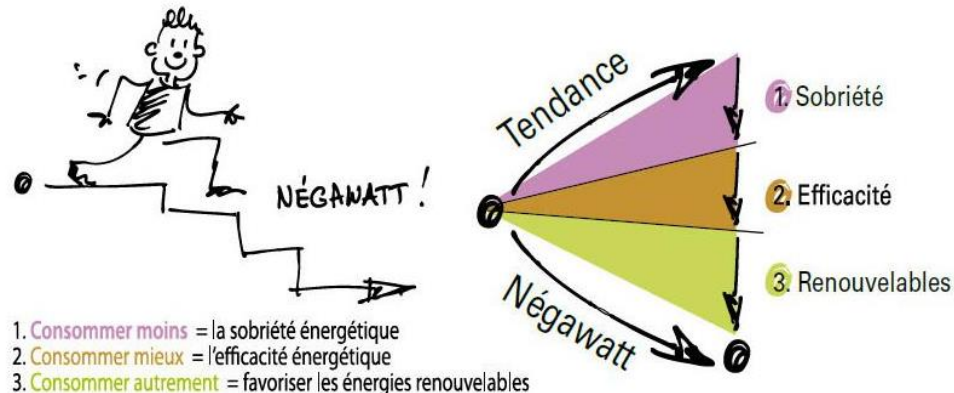 NÉGAWATT !
1. Consommer moins = la sobriété énergétique
2. Consommer mieux = l'efficacité énergétique
3. Consommer autrement = favoriser les énergies renouvelables
Tendance
1. Sobriété
2. Efficacité
3. Renouvelables
Négawatt